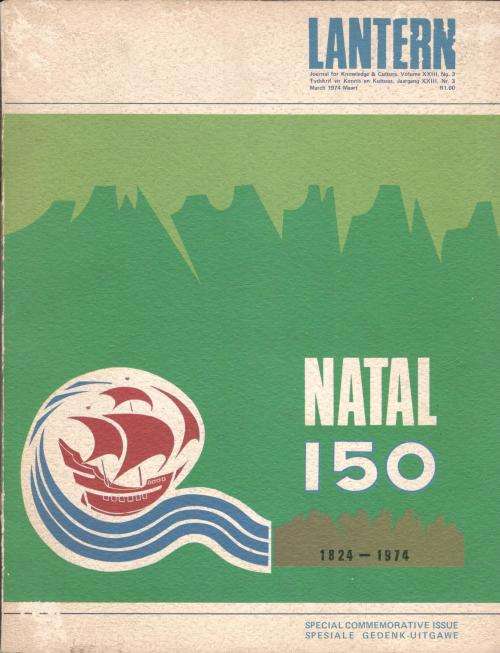 LANTERN
Journal for Knowledge & Culture, Volume XXIII, No. 3
Tydskrif vir Kennis en Kultuur, Jaargang XXIII, Nr. 3
March 1974 Maart R1.00
NATAL
150
1824 — 1974
SPECIAL COMMEMORATIVE ISSUE
SPESIALE GEDENK-UITGAWE